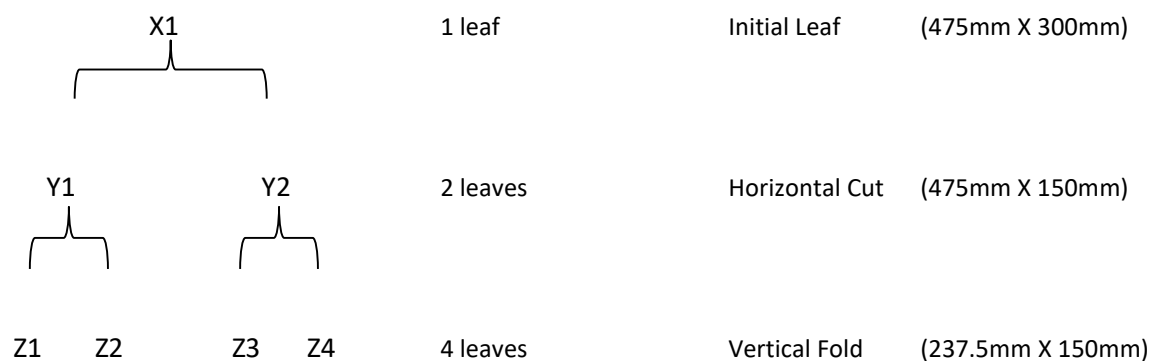 X1 1 leaf Initial Leaf (475mm X 300mm)
Y1 Y2 2 leaves Horizontal Cut (475mm X 150mm)
Z1 Z2 Z3 Z4 4 leaves Vertical Fold (237.5mm X 150mm)